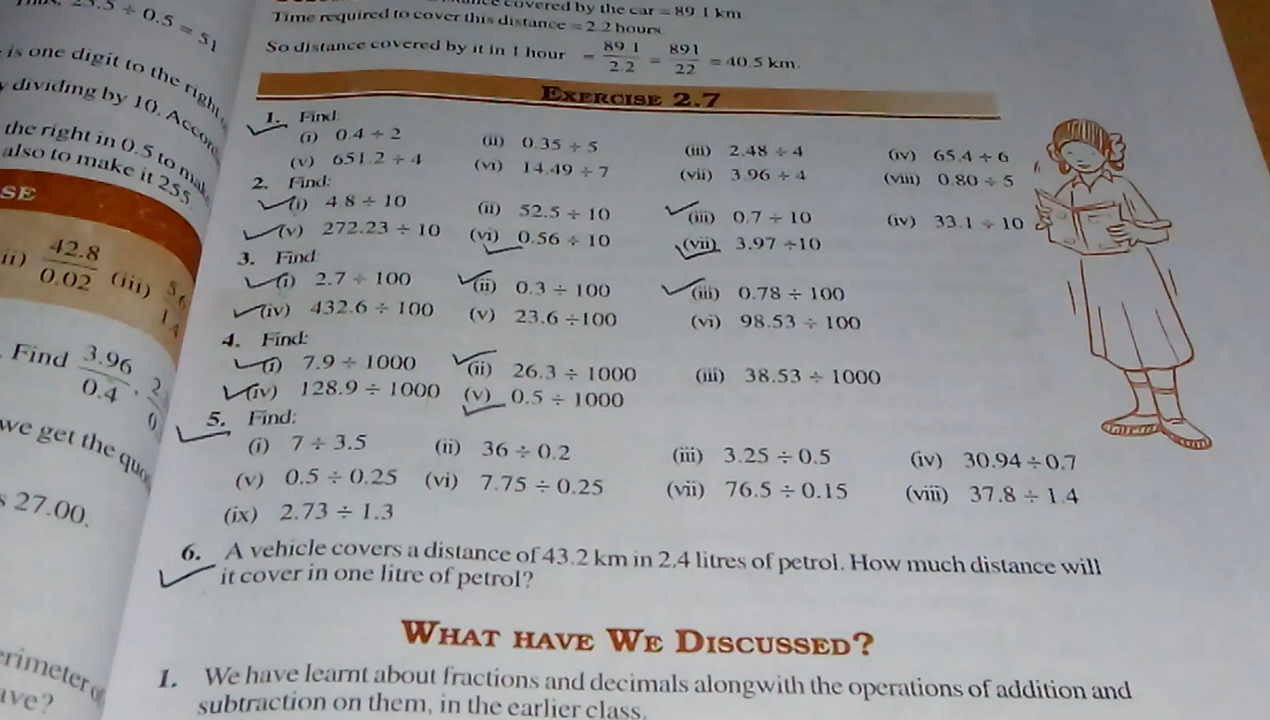 5 ÷ 0.5 = 51
is one digit to the right
dividing by 10.
the right in 0.5 to
also to make it 255.
SE
ii) 42.8/0.02 (iii)
Find 3.96/0.4,
we get the
27.00.
ave?
covered by the car = 89.1 km
Time required to cover this distance = 2.2 hours
So distance covered by it in 1 hour = 89.1/2.2 = 891/22 = 40.5 km.
EXERCISE 2.7
1. Find:
(i) 0.4 ÷ 2 (ii) 0.35 ÷ 5 (iii) 2.48 ÷ 4 (iv) 65.4 ÷ 6
(v) 651.2 ÷ 4 (vi) 14.49 ÷ 7 (vii) 3.96 ÷ 4 (viii) 0.80 ÷ 5
2. Find:
(i) 4.8 ÷ 10 (ii) 52.5 ÷ 10 (iii) 0.7 ÷ 10 (iv) 33.1 ÷ 10
(v) 272.23 ÷ 10 (vi) 0.56 ÷ 10 (vii) 3.97 ÷10
3. Find:
(i) 2.7 ÷ 100 (ii) 0.3 ÷ 100 (iii) 0.78 ÷ 100
(iv) 432.6 ÷ 100 (v) 23.6 ÷100 (vi) 98.53 ÷ 100
4. Find:
(i) 7.9 ÷ 1000 (ii) 26.3 ÷ 1000 (iii) 38.53 ÷ 1000
(iv) 128.9 ÷ 1000 (v) 0.5 ÷ 1000
5. Find:
(i) 7 ÷ 3.5 (ii) 36 ÷ 0.2 (iii) 3.25 ÷ 0.5 (iv) 30.94 ÷ 0.7
(v) 0.5 ÷ 0.25 (vi) 7.75 ÷ 0.25 (vii) 76.5 ÷ 0.15 (viii) 37.8 ÷ 1.4
(ix) 2.73 ÷ 1.3
6. A vehicle covers a distance of 43.2 km in 2.4 litres of petrol. How much distance will
it cover in one litre of petrol?
WHAT HAVE WE DISCUSSED?
1. We have learnt about fractions and decimals alongwith the operations of addition and
subtraction on them, in the earlier class.